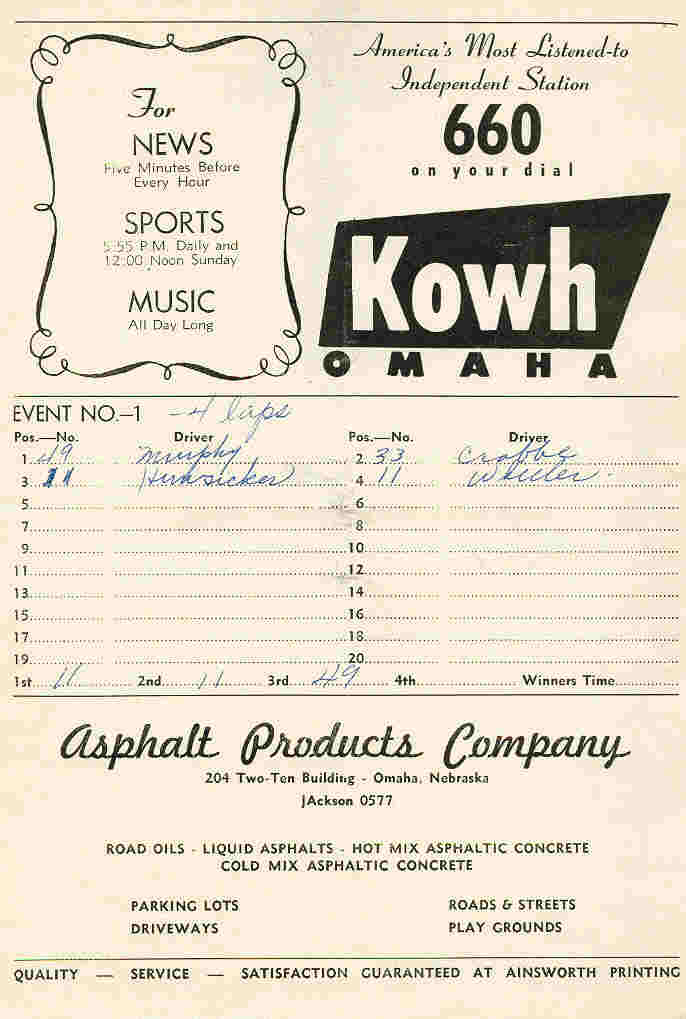 For
NEWS
Five Minutes Before
Every Hour
SPORTS
5:55 P.M. Daily and
12:00 Noon Sunday
MUSIC
All Day Long
America's Most Listened-to
Independent Station
660
on your dial
Kowh
OMAHA
EVENT NO.–1 -4 laps
Pos.—No. Driver Pos.—No. Driver
1 49 Murphy 2 33 Crabbe
3 11 Hunsicker 4 11 Wheeler
5 6
7 8
9 10
11 12
13 14
15 16
17 18
19 20
1st 11 2nd 11 3rd 49 4th Winners Time
Asphalt Products Company
204 Two-Ten Building - Omaha, Nebraska
JAckson 0577
ROAD OILS - LIQUID ASPHALTS - HOT MIX ASPHALTIC CONCRETE
COLD MIX ASPHALTIC CONCRETE
PARKING LOTS ROADS & STREETS
DRIVEWAYS PLAY GROUNDS
QUALITY — SERVICE — SATISFACTION GUARANTEED AT AINSWORTH PRINTING